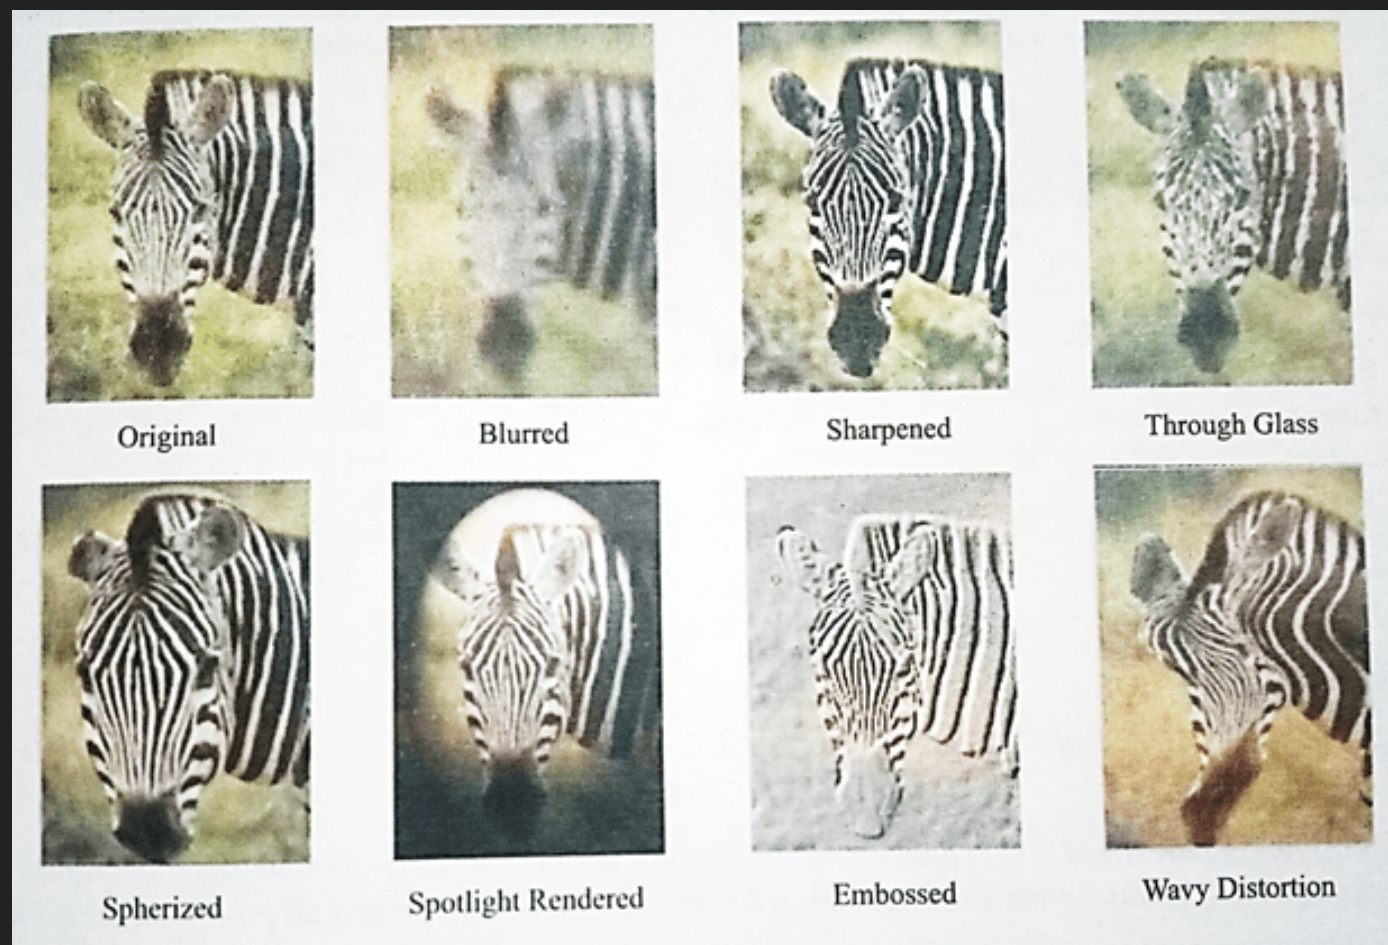 Original
Blurred
Sharpened
Through Glass
Spherized
Spotlight Rendered
Embossed
Wavy Distortion